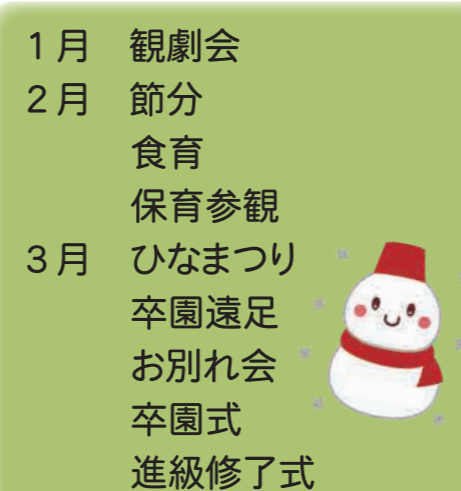 1月　観劇会
2月　節分
食育
保育参観
3月　ひなまつり
卒園遠足
お別れ会
卒園式
進級修了式